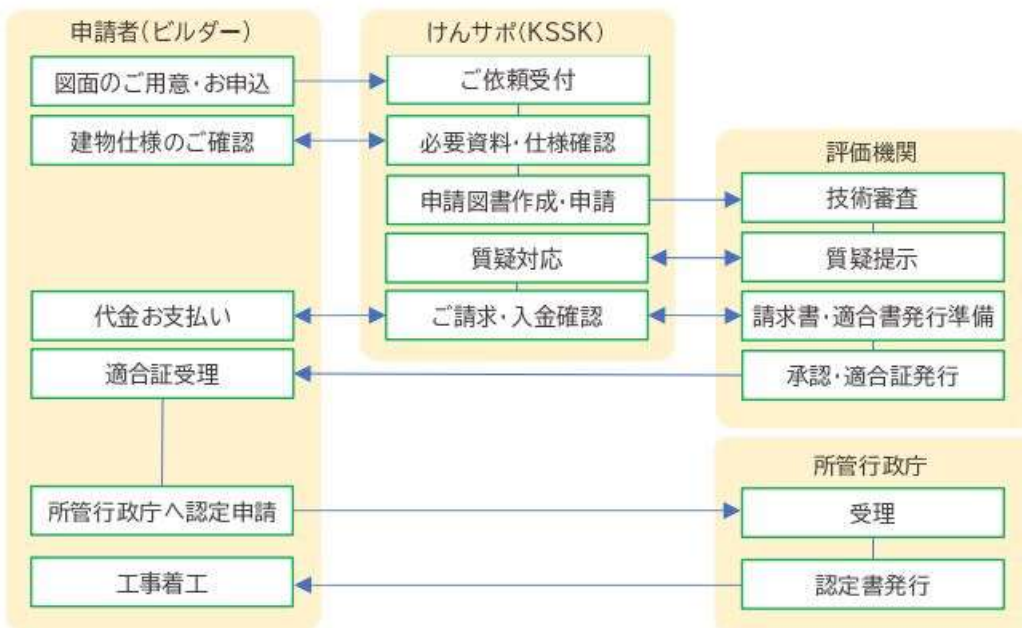 申請者(ビルダー)
図面のご用意・お申込
建物仕様のご確認
代金お支払い
適合証受理
所管行政庁へ認定申請
工事着工
けんサポ(KSSK)
ご依頼受付
必要資料・仕様確認
申請図書作成・申請
質疑対応
ご請求・入金確認
評価機関
技術審査
質疑提示
請求書・適合書発行準備
承認・適合証発行
所管行政庁
受理
認定書発行